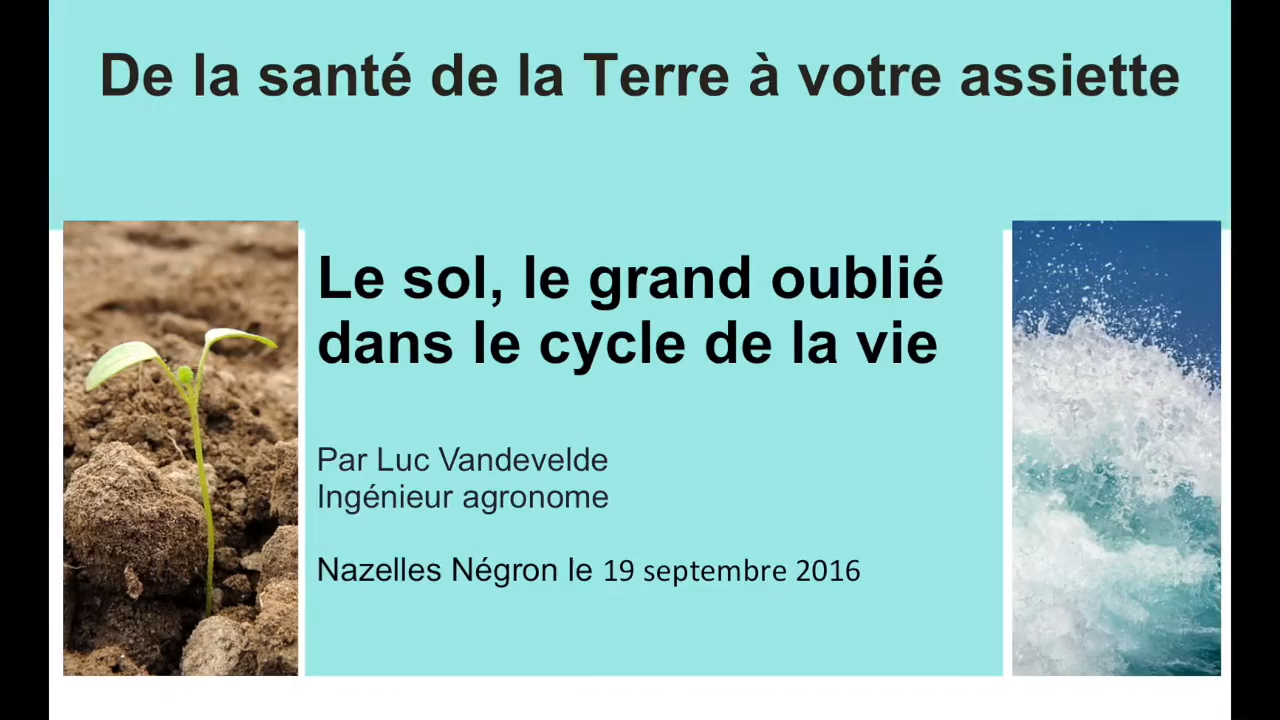 De la santé de la Terre à votre assiette
Le sol, le grand oublié
dans le cycle de la vie
Par Luc Vandevelde
Ingénieur agronome
Nazelles Négron le 19 septembre 2016